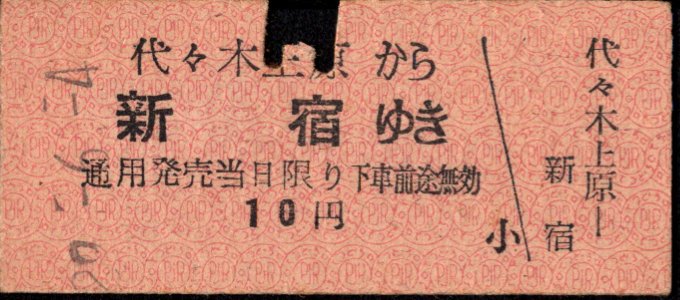 代々木上原から
新宿ゆき
通用発売当日限り下車前途無効
10円
小
代々木上原―
新宿